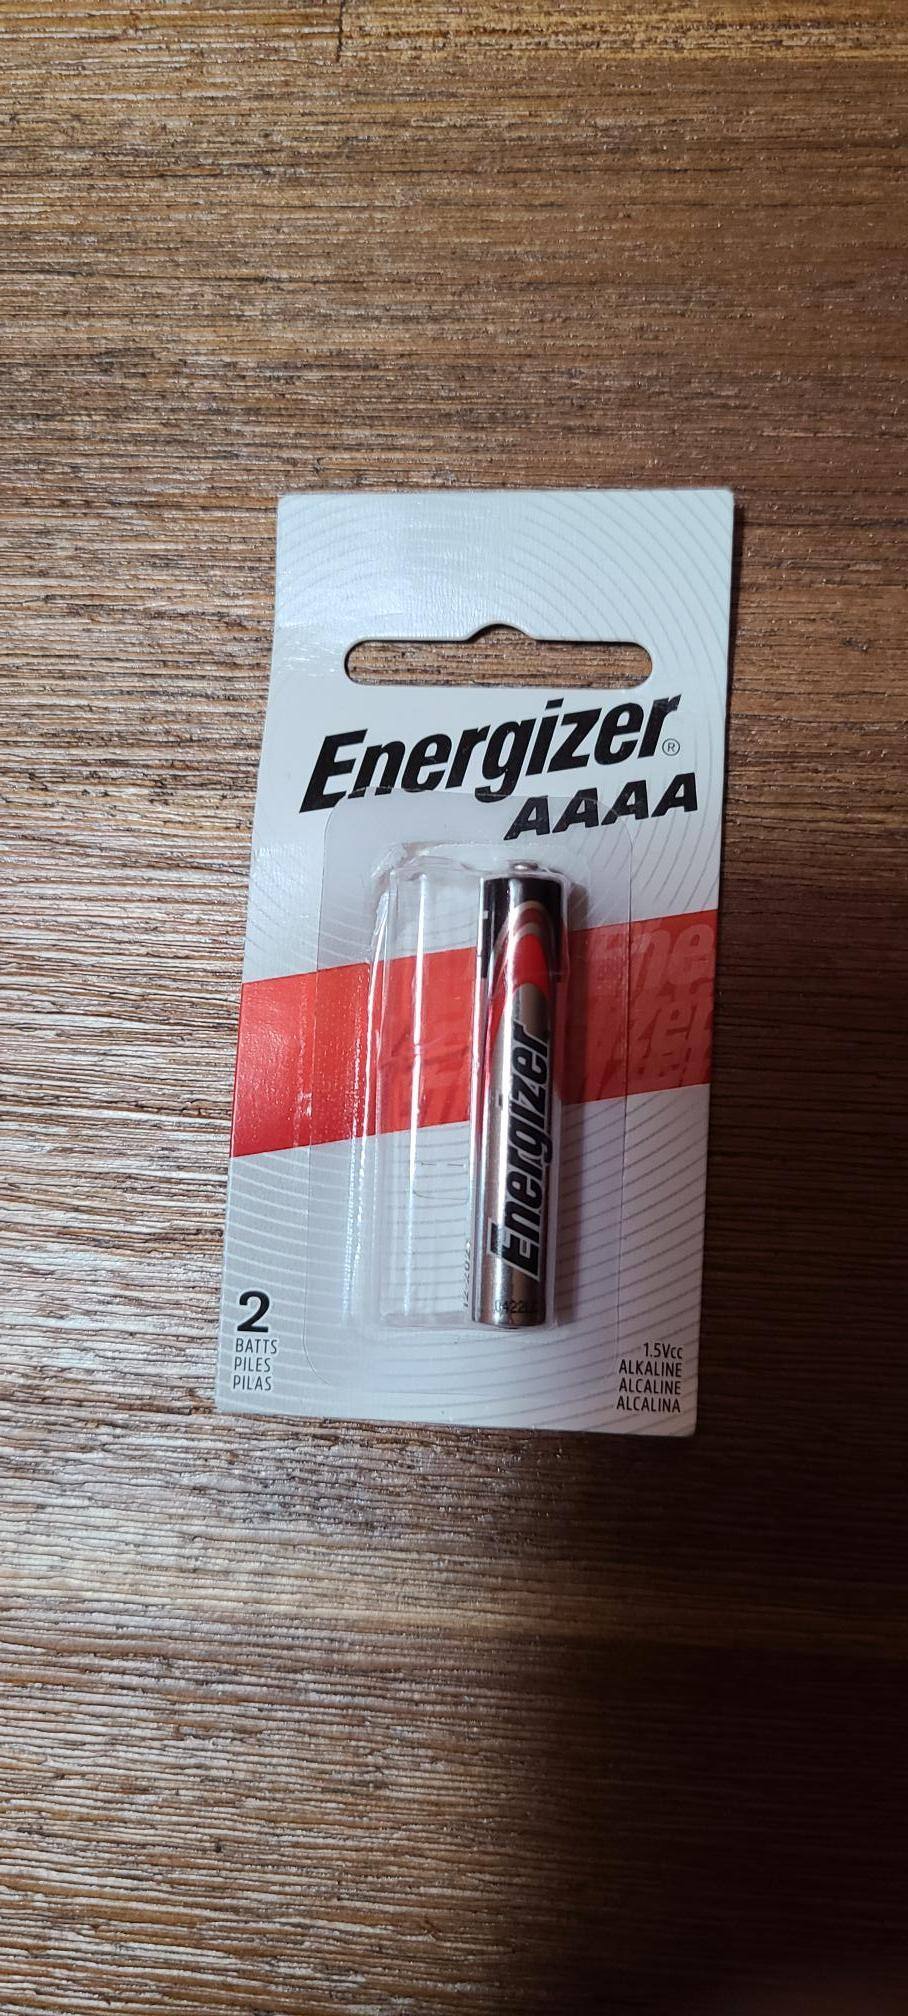 Energizer®
AAAA
Energizer
2
BATTS
PILES
PILAS
1.5Vcc
ALKALINE
ALCALINE
ALCALINA